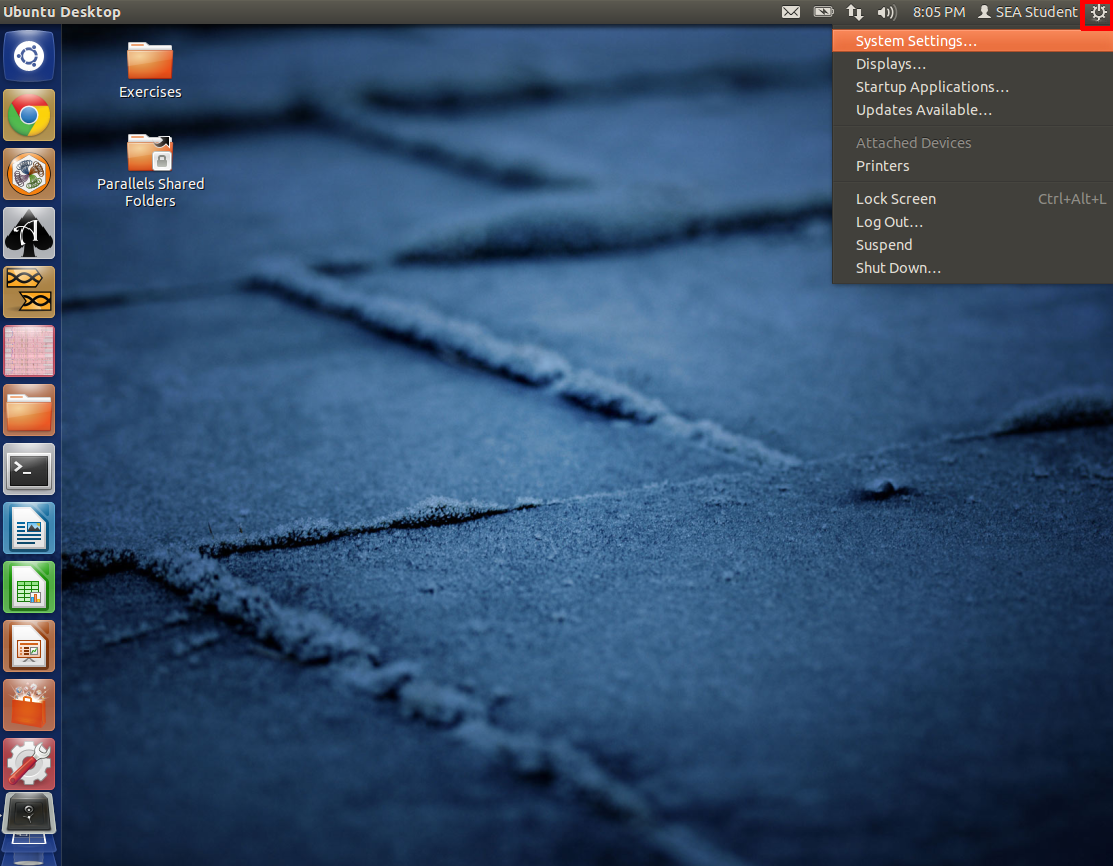 Ubuntu Desktop
8:05 PM SEA Student
System Settings…
Displays…
Startup Applications…
Updates Available…
Attached Devices
Printers
Lock Screen Ctrl+Alt+L
Log Out…
Suspend
Shut Down…
Exercises
Parallels Shared
Folders
A
>_